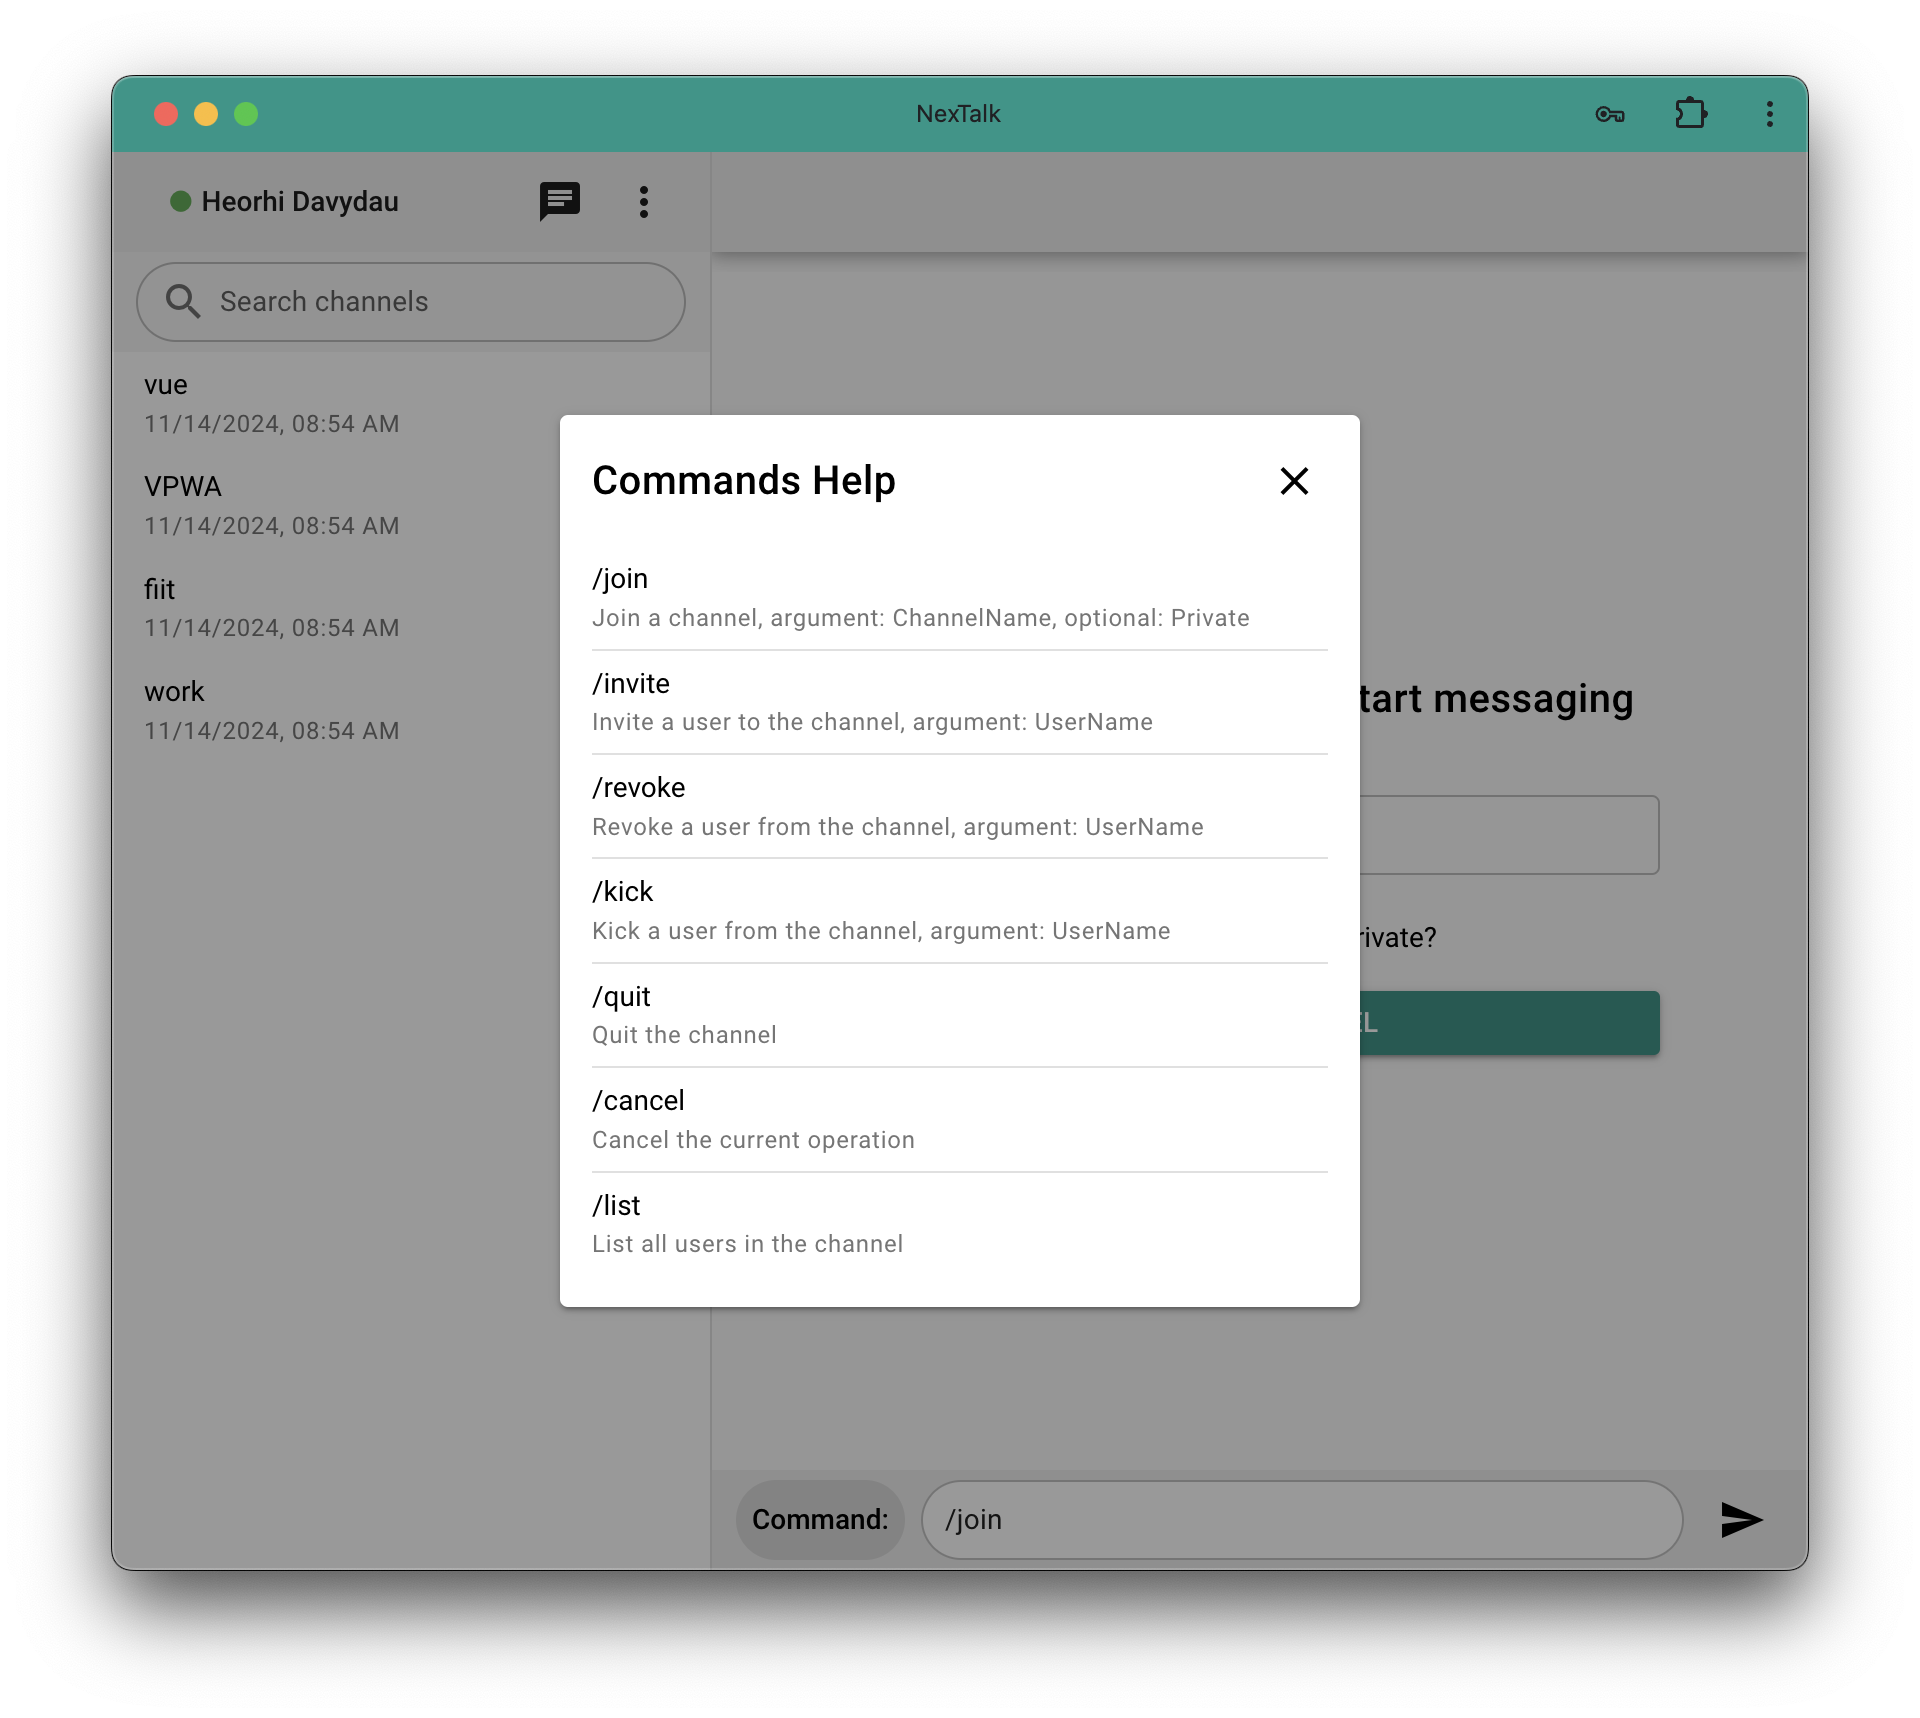 NexTalk
Heorhi Davydau
Search channels
vue
11/14/2024, 08:54 AM
VPWA
11/14/2024, 08:54 AM
fiit
11/14/2024, 08:54 AM
work
11/14/2024, 08:54 AM
Commands Help
/join
Join a channel, argument: ChannelName, optional: Private
/invite
Invite a user to the channel, argument: UserName
/revoke
Revoke a user from the channel, argument: UserName
/kick
Kick a user from the channel, argument: UserName
/quit
Quit the channel
/cancel
Cancel the current operation
/list
List all users in the channel
tart messaging
rivate?
EL
Command:
/join